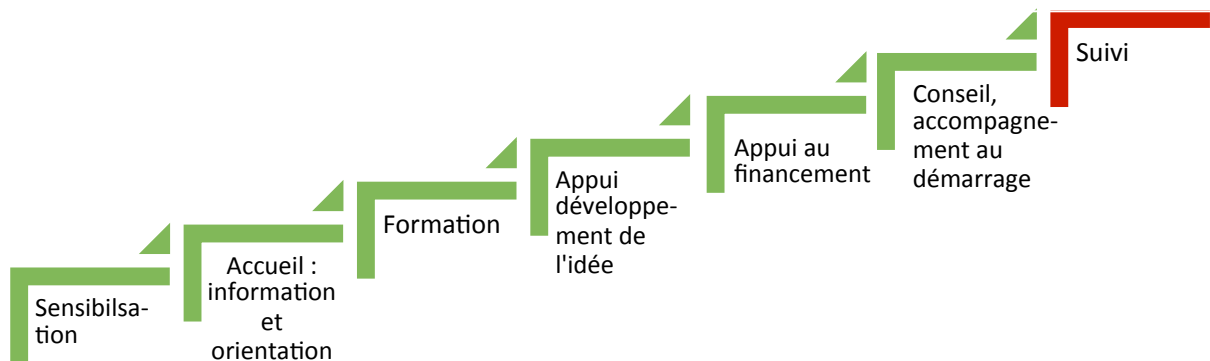 Sensibilsa-
tion
Accueil :
information
et
orientation
Formation
Appui
développe-
ment de
l'idée
Appui au
financement
Conseil,
accompagne-
ment au
démarrage
Suivi